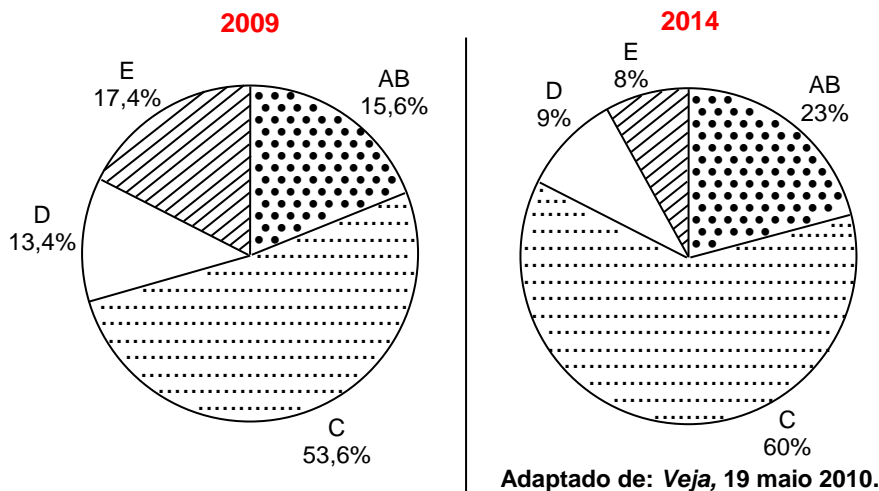 2009
E
17,4%
AB
15,6%
D
13,4%
C
53,6%
2014
E
8%
D
9%
AB
23%
C
60%
Adaptado de: Veja, 19 maio 2010.